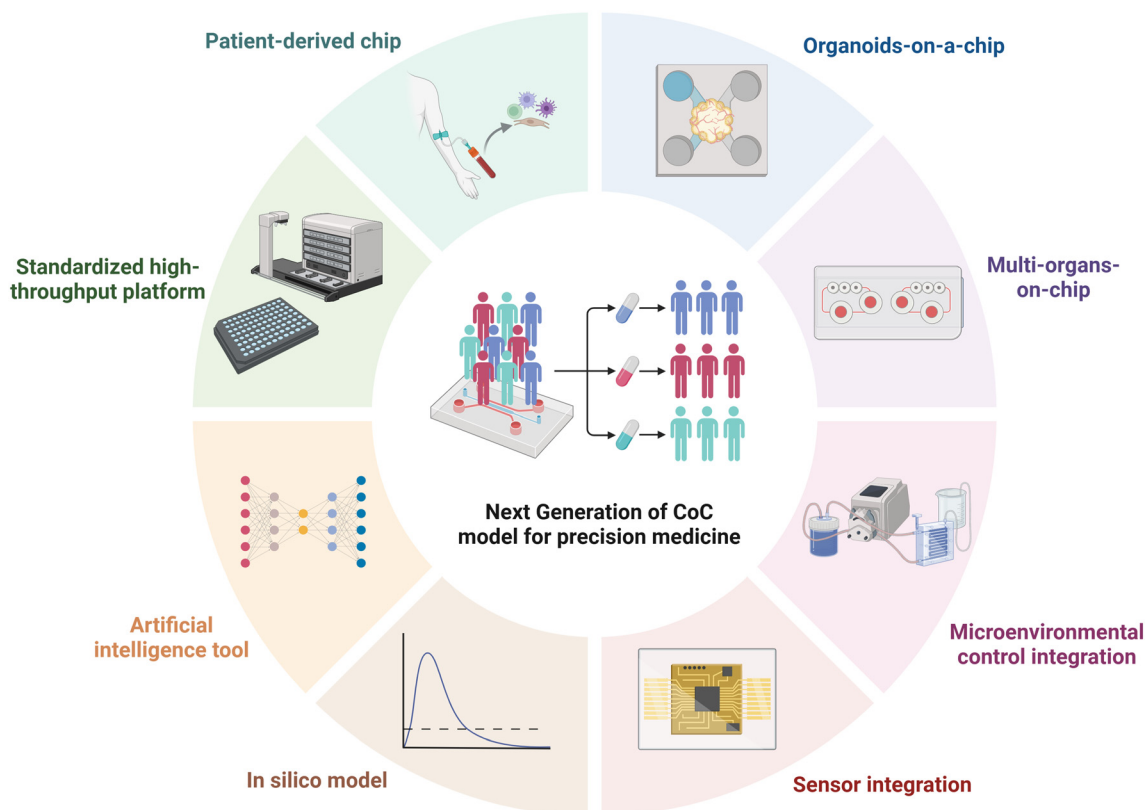 Patient-derived chip
Organoids-on-a-chip
Standardized high-
throughput platform
Multi-organs-
on-chip
Next Generation of CoC
model for precision medicine
Artificial
intelligence tool
Microenvironmental
control integration
In silico model
Sensor integration